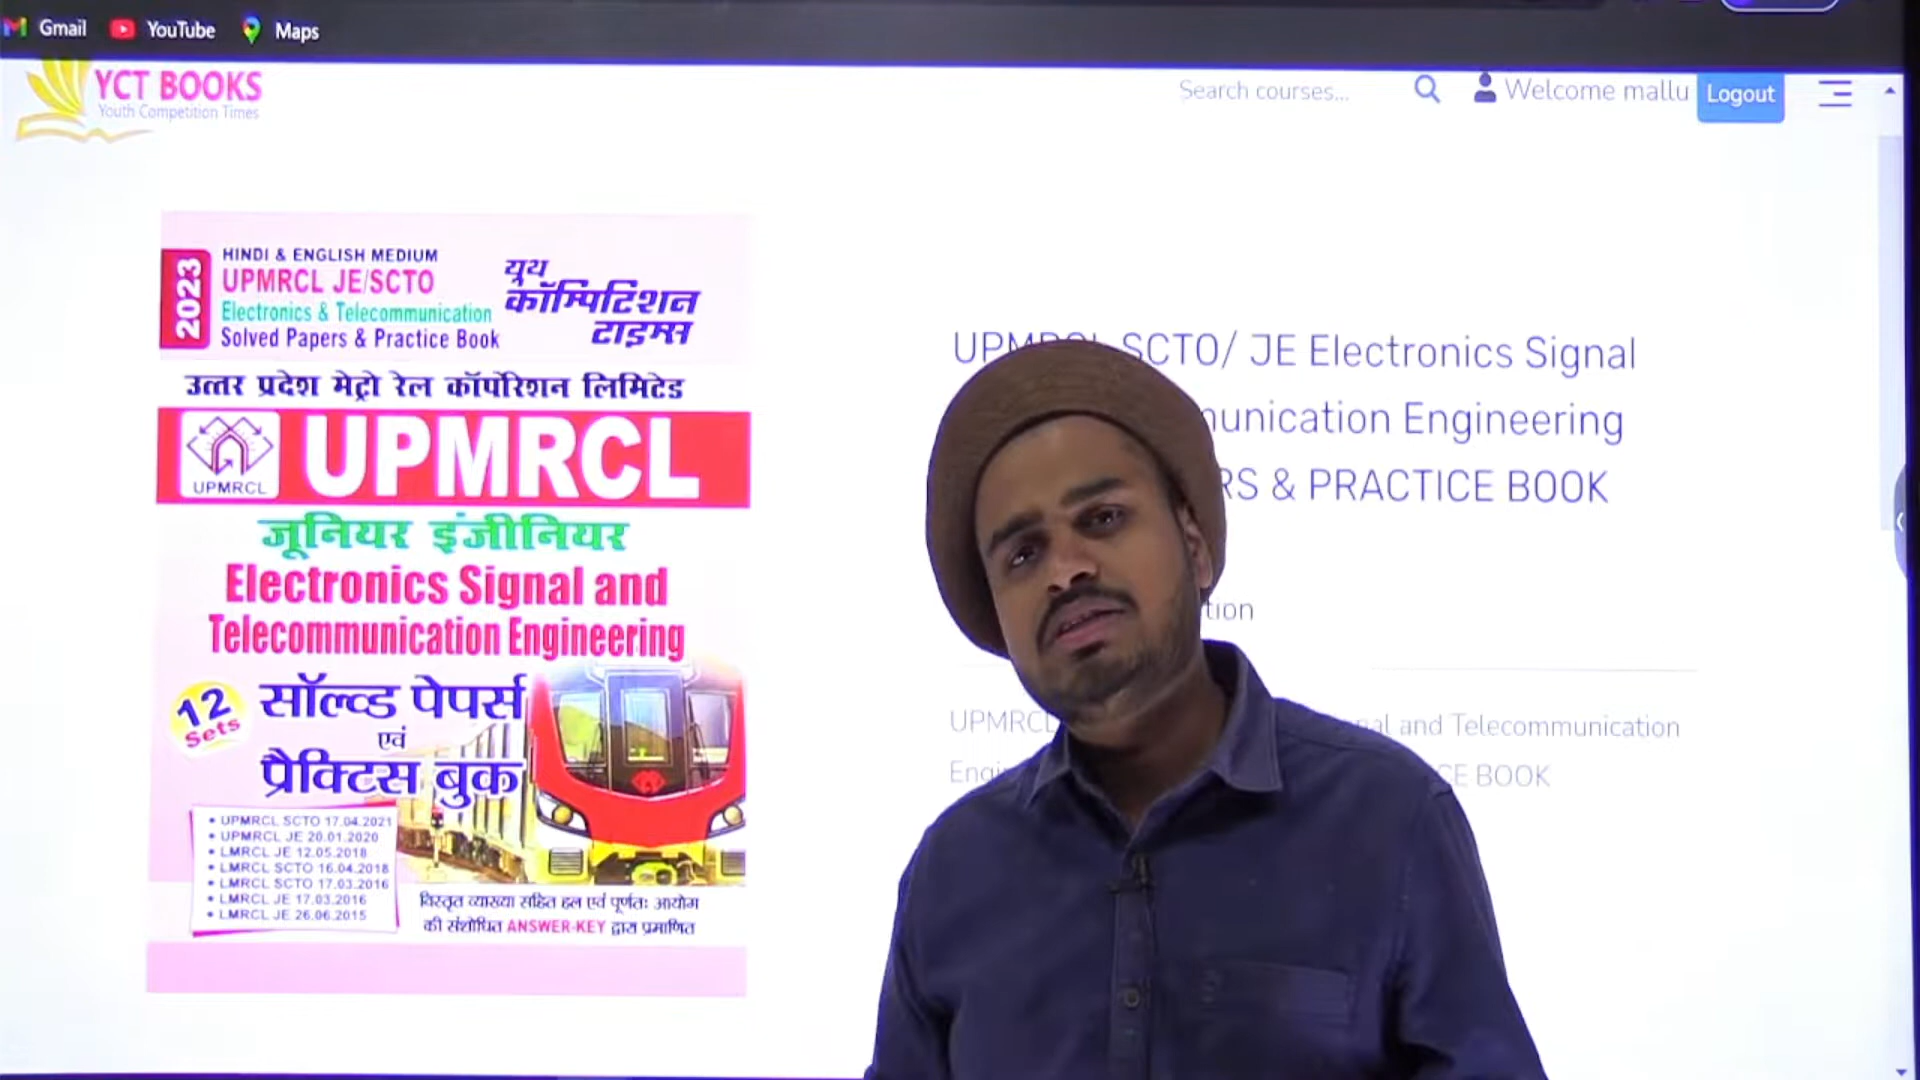 Gmail YouTube Maps
YCT BOOKS
Youth Competition Times
Search courses...
Welcome mallu
Logout
2023
HINDI & ENGLISH MEDIUM
UPMRCL JE/SCTO
Electronics & Telecommunication
Solved Papers & Practice Book
यूथ
कॉम्पिटिशन
टाइम्स
उत्तर प्रदेश मेट्रो रेल कॉर्पोरेशन लिमिटेड
UPMRCL
UPMRCL
जूनियर इंजीनियर
Electronics Signal and
Telecommunication Engineering
12
Sets
सॉल्व्ड पेपर्स
एवं
प्रैक्टिस बुक
• UPMRCL SCTO 17.04.2021
• UPMRCL JE 20.01.2020
• LMRCL JE 12.05.2018
• LMRCL SCTO 16.04.2018
• LMRCL SCTO 17.03.2016
• LMRCL JE 17.03.2016
• LMRCL JE 26.06.2015
विस्तृत व्याख्या सहित हल एवं पूर्णतः आयोग
की संशोधित ANSWER-KEY द्वारा प्रमाणित
SCTO/ JE Electronics Signal
Engineering
& PRACTICE BOOK
UPMRCL and Telecommunication
BOOK